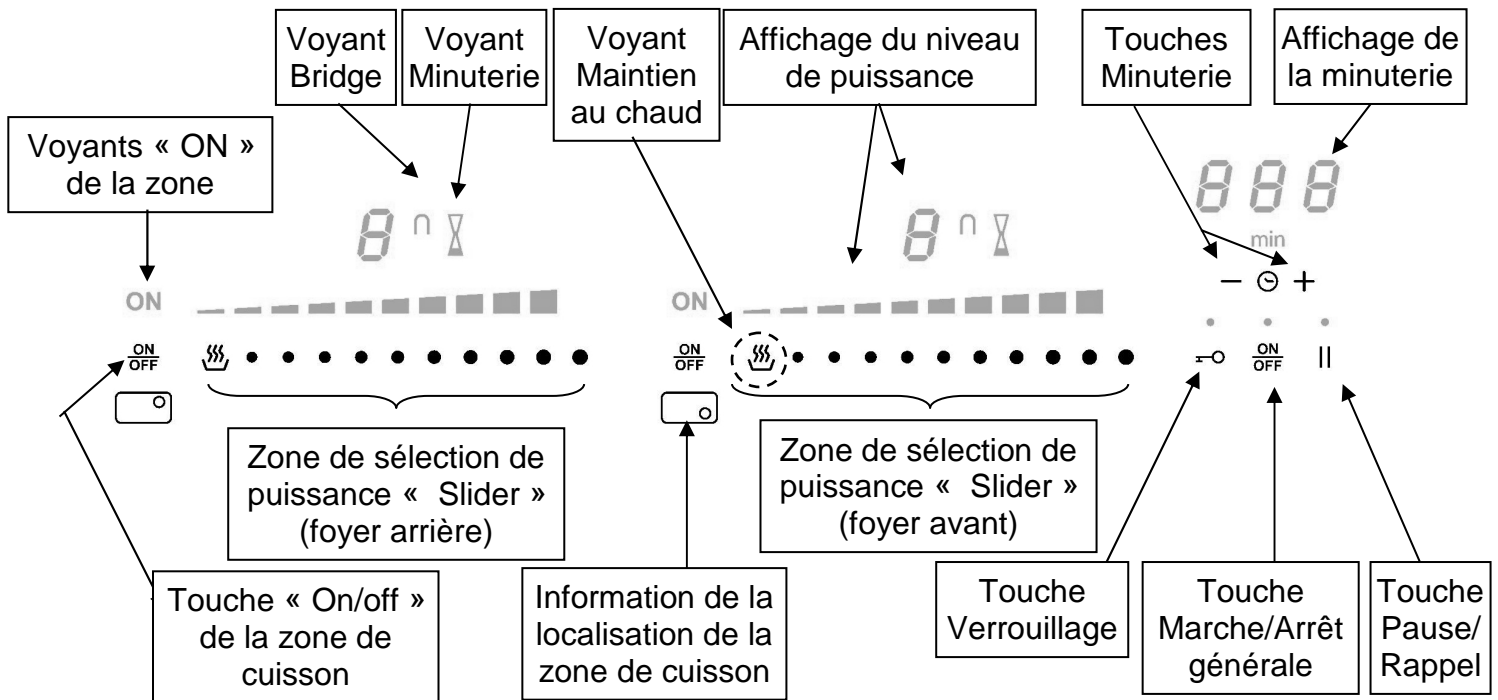 Voyant
Bridge
Voyant
Minuterie
Voyant
Maintien
au chaud
Affichage du niveau
de puissance
Touches
Minuterie
Affichage de
la minuterie
Voyants « ON »
de la zone
8
8
888
min
ON
ON
− +
ON
OFF
ON
OFF
ON
OFF
Zone de sélection de
puissance « Slider »
(foyer arrière)
Zone de sélection de
puissance « Slider »
(foyer avant)
Touche « On/off »
de la zone de
cuisson
Information de la
localisation de la
zone de cuisson
Touche
Verrouillage
Touche
Marche/Arrêt
générale
Touche
Pause/
Rappel